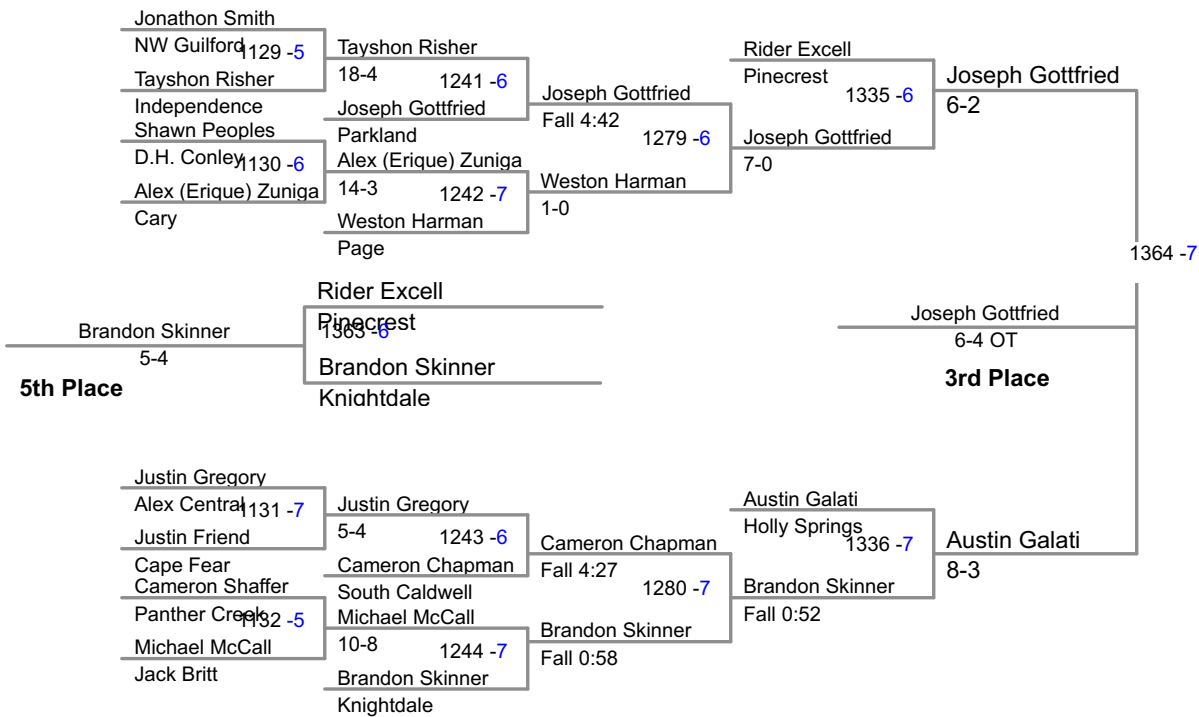 Jonathon Smith
NW Guilford
1129 -5
Tayshon Risher
Independence
Shawn Peoples
D.H. Conley
1130 -6
Alex (Erique) Zuniga
Cary
Tayshon Risher
18-4
1241 -6
Joseph Gottfried
Parkland
Alex (Erique) Zuniga
14-3
1242 -7
Weston Harman
Page
Joseph Gottfried
Fall 4:42
1279 -6
Weston Harman
1-0
Rider Excell
Pinecrest
1335 -6
Joseph Gottfried
7-0
Joseph Gottfried
6-2
1364 -7
Rider Excell
Pinecrest
1363 -6
Brandon Skinner
Knightdale
Brandon Skinner
5-4
5th Place
Joseph Gottfried
6-4 OT
3rd Place
Justin Gregory
Alex Central
1131 -7
Justin Friend
Cape Fear
Cameron Shaffer
Panther Creek
1132 -5
Michael McCall
Jack Britt
Justin Gregory
5-4
1243 -6
Cameron Chapman
South Caldwell
Michael McCall
10-8
1244 -7
Brandon Skinner
Knightdale
Cameron Chapman
Fall 4:27
1280 -7
Brandon Skinner
Fall 0:58
Austin Galati
Holly Springs
1336 -7
Brandon Skinner
Fall 0:52
Austin Galati
8-3